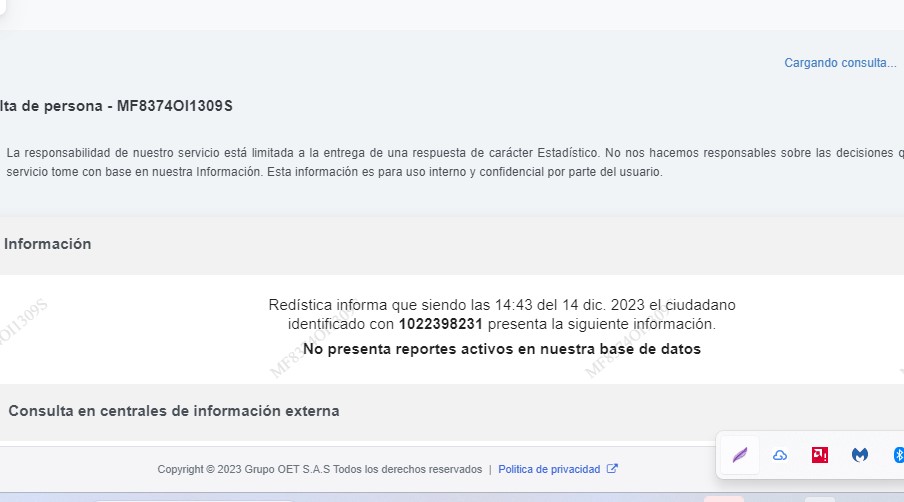 Cargando consulta...
lta de persona - MF8374OI1309S
La responsabilidad de nuestro servicio está limitada a la entrega de una respuesta de carácter Estadístico. No nos hacemos responsables sobre las decisiones q
servicio tome con base en nuestra Información. Esta información es para uso interno y confidencial por parte del usuario.
Información
Redística informa que siendo las 14:43 del 14 dic. 2023 el ciudadano
identificado con 1022398231 presenta la siguiente información.
No presenta reportes activos en nuestra base de datos
Consulta en centrales de información externa
Copyright © 2023 Grupo OET S.A.S Todos los derechos reservados | Politica de privacidad